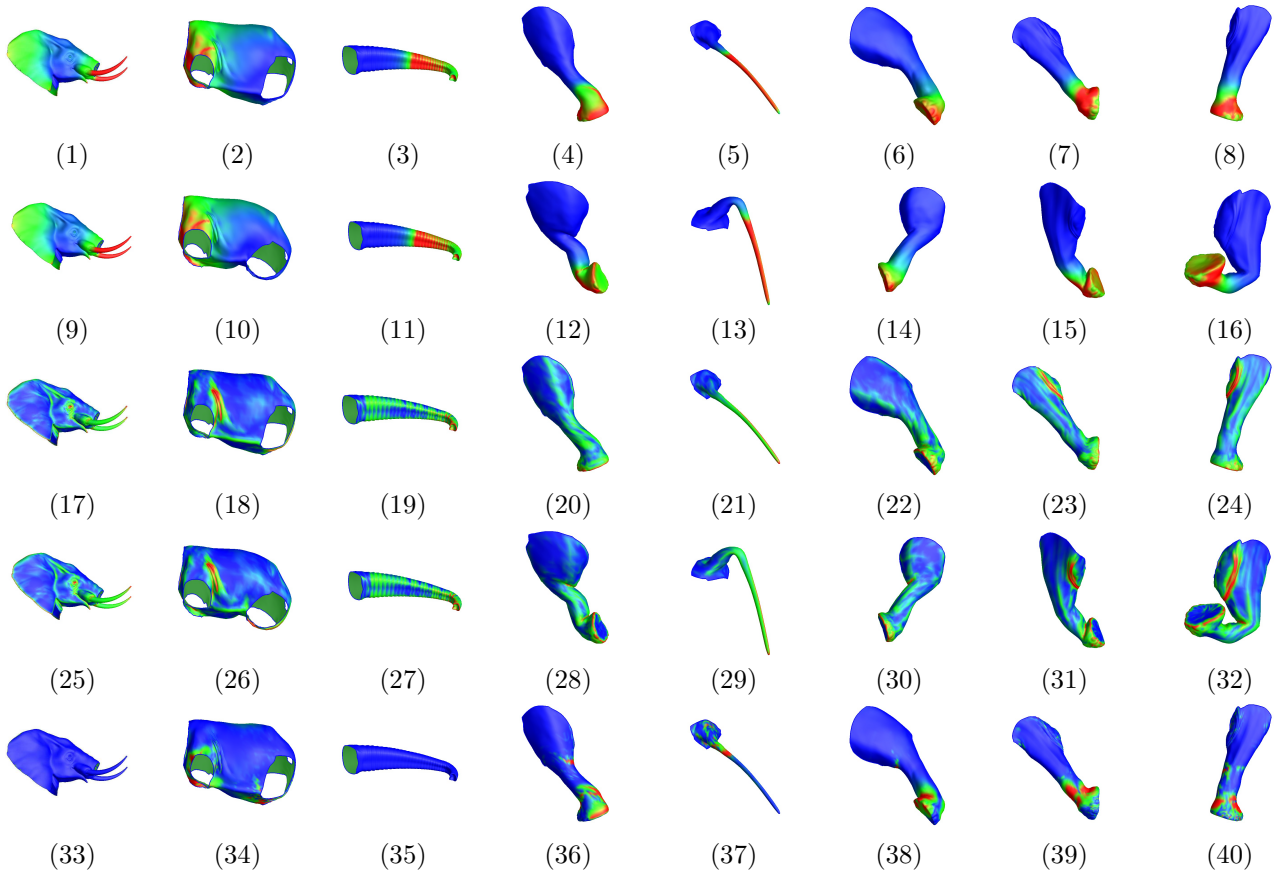 (1) (2) (3) (4) (5) (6) (7) (8)
(9) (10) (11) (12) (13) (14) (15) (16)
(17) (18) (19) (20) (21) (22) (23) (24)
(25) (26) (27) (28) (29) (30) (31) (32)
(33) (34) (35) (36) (37) (38) (39) (40)